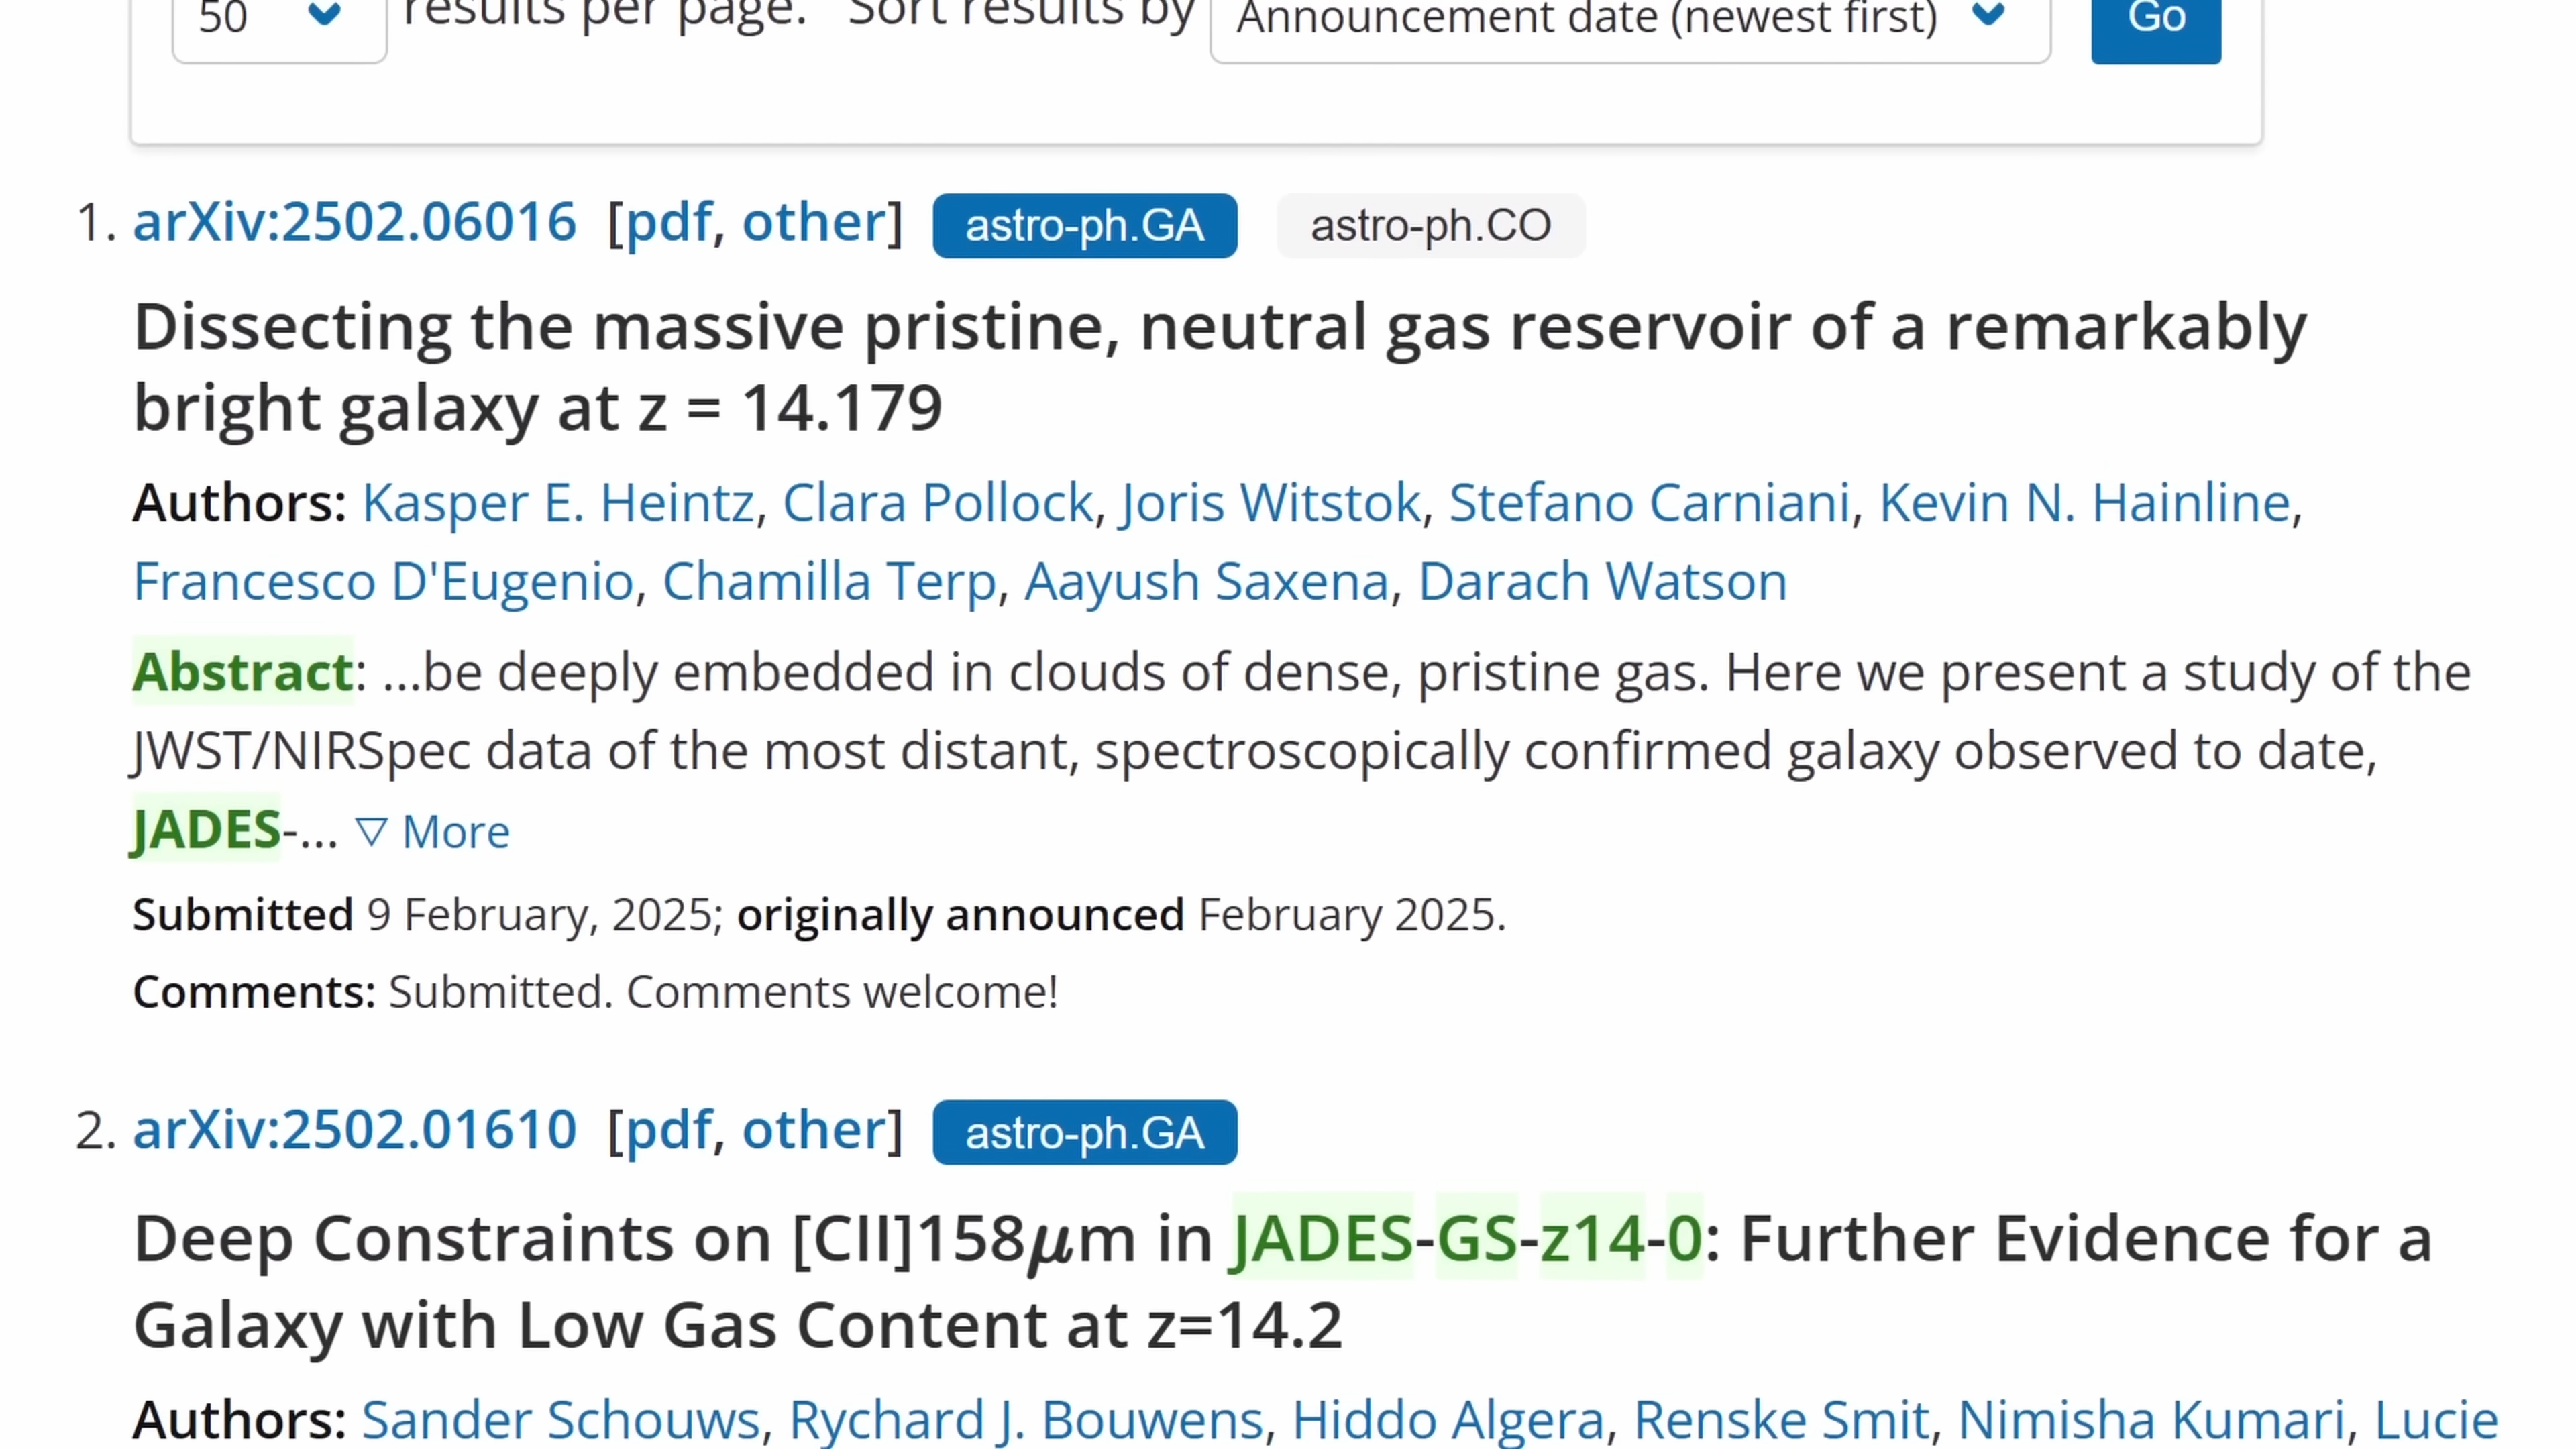 50 results per page. Sort results by Announcement date (newest first) Go
1. arXiv:2502.06016 [pdf, other] astro-ph.GA astro-ph.CO
Dissecting the massive pristine, neutral gas reservoir of a remarkably
bright galaxy at z = 14.179
Authors: Kasper E. Heintz, Clara Pollock, Joris Witstok, Stefano Carniani, Kevin N. Hainline,
Francesco D'Eugenio, Chamilla Terp, Aayush Saxena, Darach Watson
Abstract: ...be deeply embedded in clouds of dense, pristine gas. Here we present a study of the
JWST/NIRSpec data of the most distant, spectroscopically confirmed galaxy observed to date,
JADES-... ▽ More
Submitted 9 February, 2025; originally announced February 2025.
Comments: Submitted. Comments welcome!
2. arXiv:2502.01610 [pdf, other] astro-ph.GA
Deep Constraints on [CII]158μm in JADES-GS-z14-0: Further Evidence for a
Galaxy with Low Gas Content at z=14.2
Authors: Sander Schouws, Rychard J. Bouwens, Hiddo Algera, Renske Smit, Nimisha Kumari, Lucie